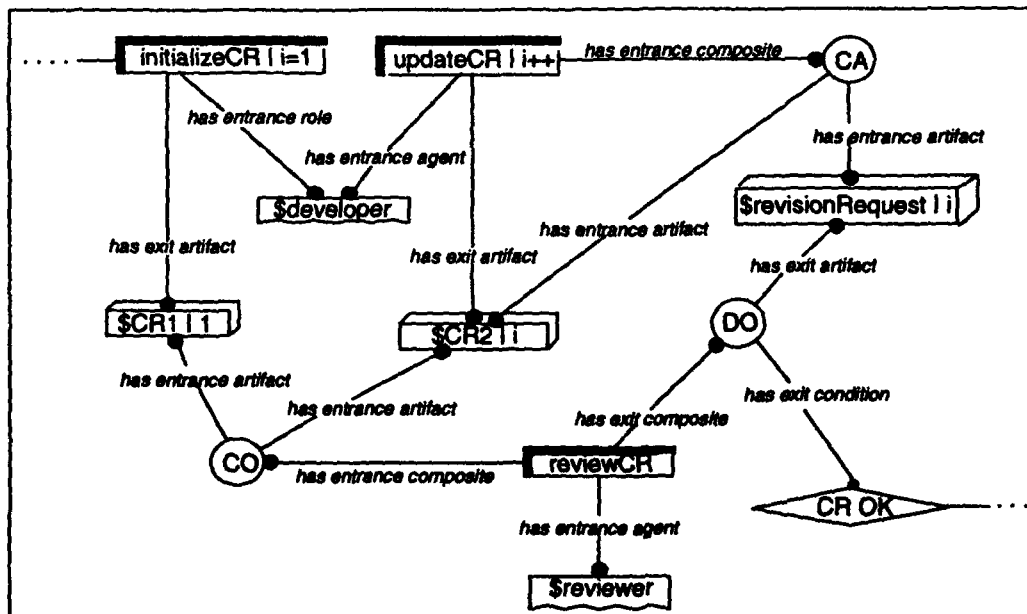 initializeCR | i=1
updateCR | i++
has entrance composite
CA
has entrance role
has entrance agent
has entrance artifact
$developer
$revisionRequest | i
has entrance artifact
has exit artifact
has exit artifact
has exit artifact
$CR1 | 1
$CR2 | i
DO
has entrance artifact
has entrance artifact
has exit condition
has exit composite
CO
has entrance composite
reviewCR
CR OK
has entrance agent
$reviewer